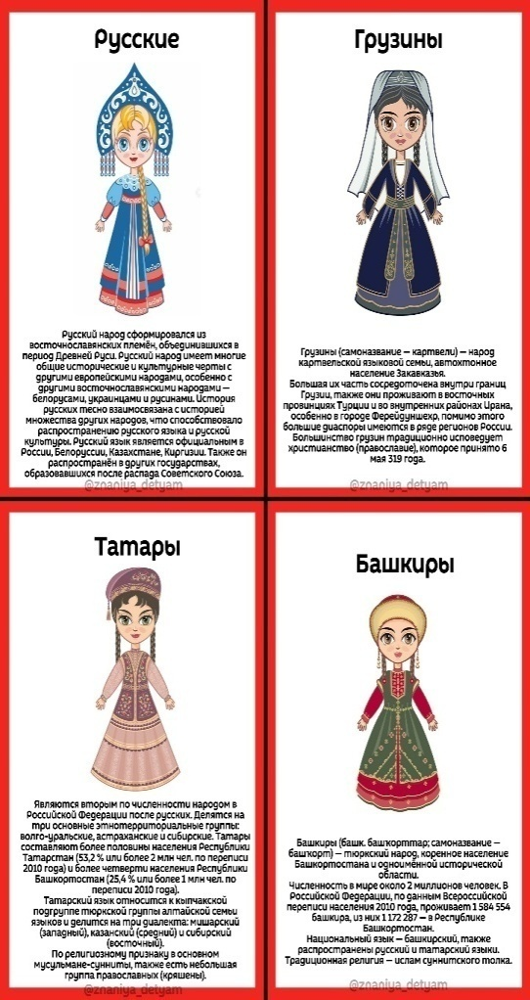 Русские
Русский народ сформировался из
восточнославянских племён, объединившихся в
период Древней Руси. Русский народ имеет многие
общие исторические и культурные черты с
другими европейскими народами, особенно с
другими восточнославянскими народами —
белорусами, украинцами и русинами. История
русских тесно взаимосвязана с историей
множества других народов, что способствовало
распространению русского языка и русской
культуры. Русский язык является официальным в
России, Белоруссии, Казахстане, Киргизии. Также он
распространён в других государствах,
образовавшихся после распада Советского Союза.
@znaniya_detyam
Грузины
Грузины (самоназвание — картвели) — народ
картвельской языковой семьи, автохтонное
население Закавказья.
Большая их часть сосредоточена внутри границ
Грузии, также они проживают в восточных
провинциях Турции и во внутренних районах Ирана,
особенно в городе Ферейдуншехр, помимо этого
большие диаспоры имеются в ряде регионов России.
Большинство грузин традиционно исповедует
христианство (православие), которое принято 6
мая 319 года.
@znaniya_detyam
Татары
Являются вторым по численности народом в
Российской Федерации после русских. Делятся на
три основные этнотерриториальные группы:
волго-уральские, астраханские и сибирские. Татары
составляют более половины населения Республики
Татарстан (53,2 % или более 2 млн чел. по переписи
2010 года) и более четверти населения Республики
Башкортостан (25,4 % или более 1 млн чел. по
переписи 2010 года).
Татарский язык относится к кыпчакской
подгруппе тюркской группы алтайской семьи
языков и делится на три диалекта: мишарский
(западный), казанский (средний) и сибирский
(восточный).
По религиозному признаку в основном
мусульмане-сунниты, также есть небольшая
группа православных (кряшены).
@znaniya_detyam
Башкиры
Башкиры (башк. баш'корттар; самоназвание —
баш'корт) — тюркский народ, коренное население
Башкортостана и одноимённой исторической
области.
Численность в мире около 2 миллионов человек. В
Российской Федерации, по данным Всероссийской
переписи населения 2010 года, проживает 1 584 554
башкира, из них 1 172 287 — в Республике
Башкортостан.
Национальный язык — башкирский, также
распространены русский и татарский языки.
Традиционная религия — ислам суннитского толка.
@znaniya_detyam